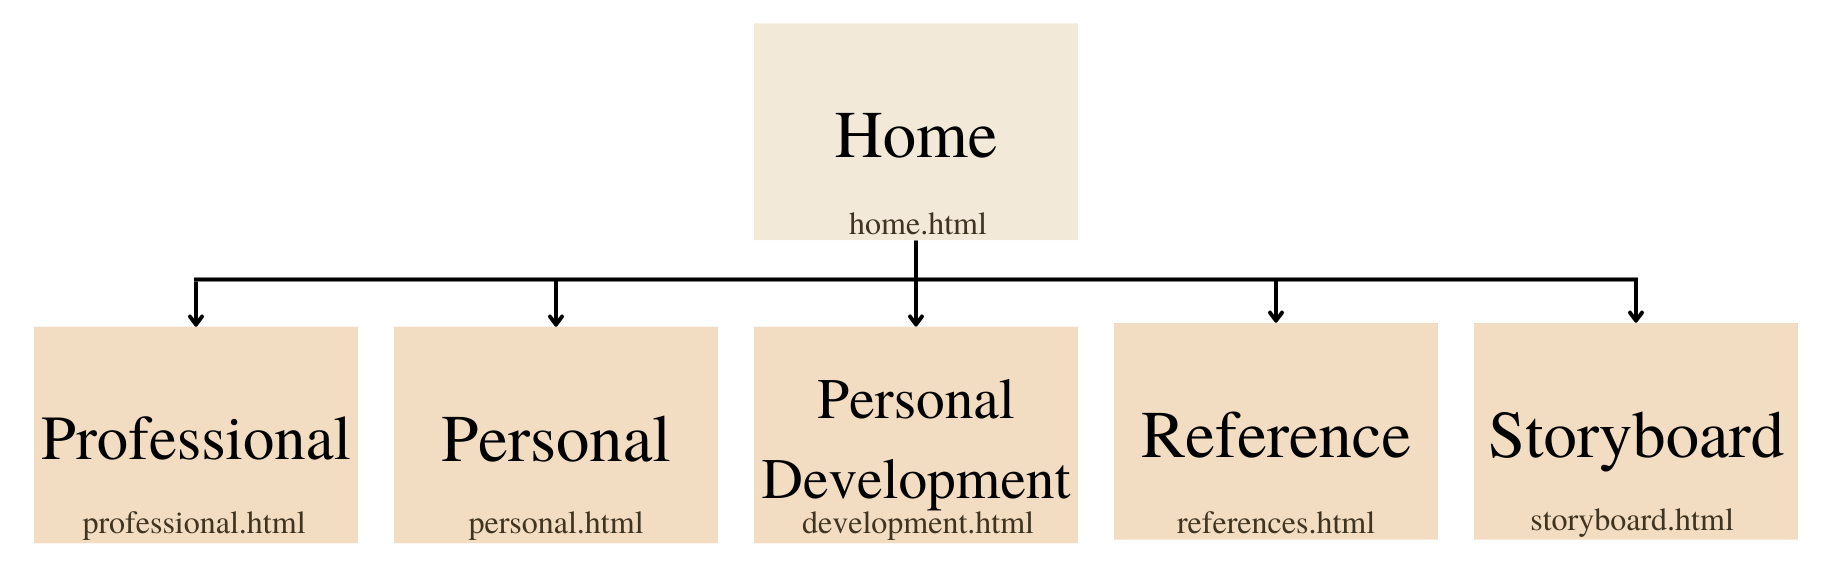 Home
home.html
Professional
professional.html
Personal
personal.html
Personal
Development
development.html
Reference
references.html
Storyboard
storyboard.html